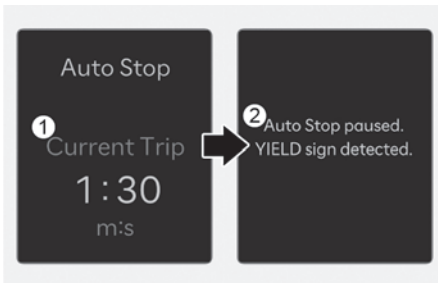 Auto Stop
1
Current Trip
1:30
m:s
2
Auto Stop paused.
YIELD sign detected.